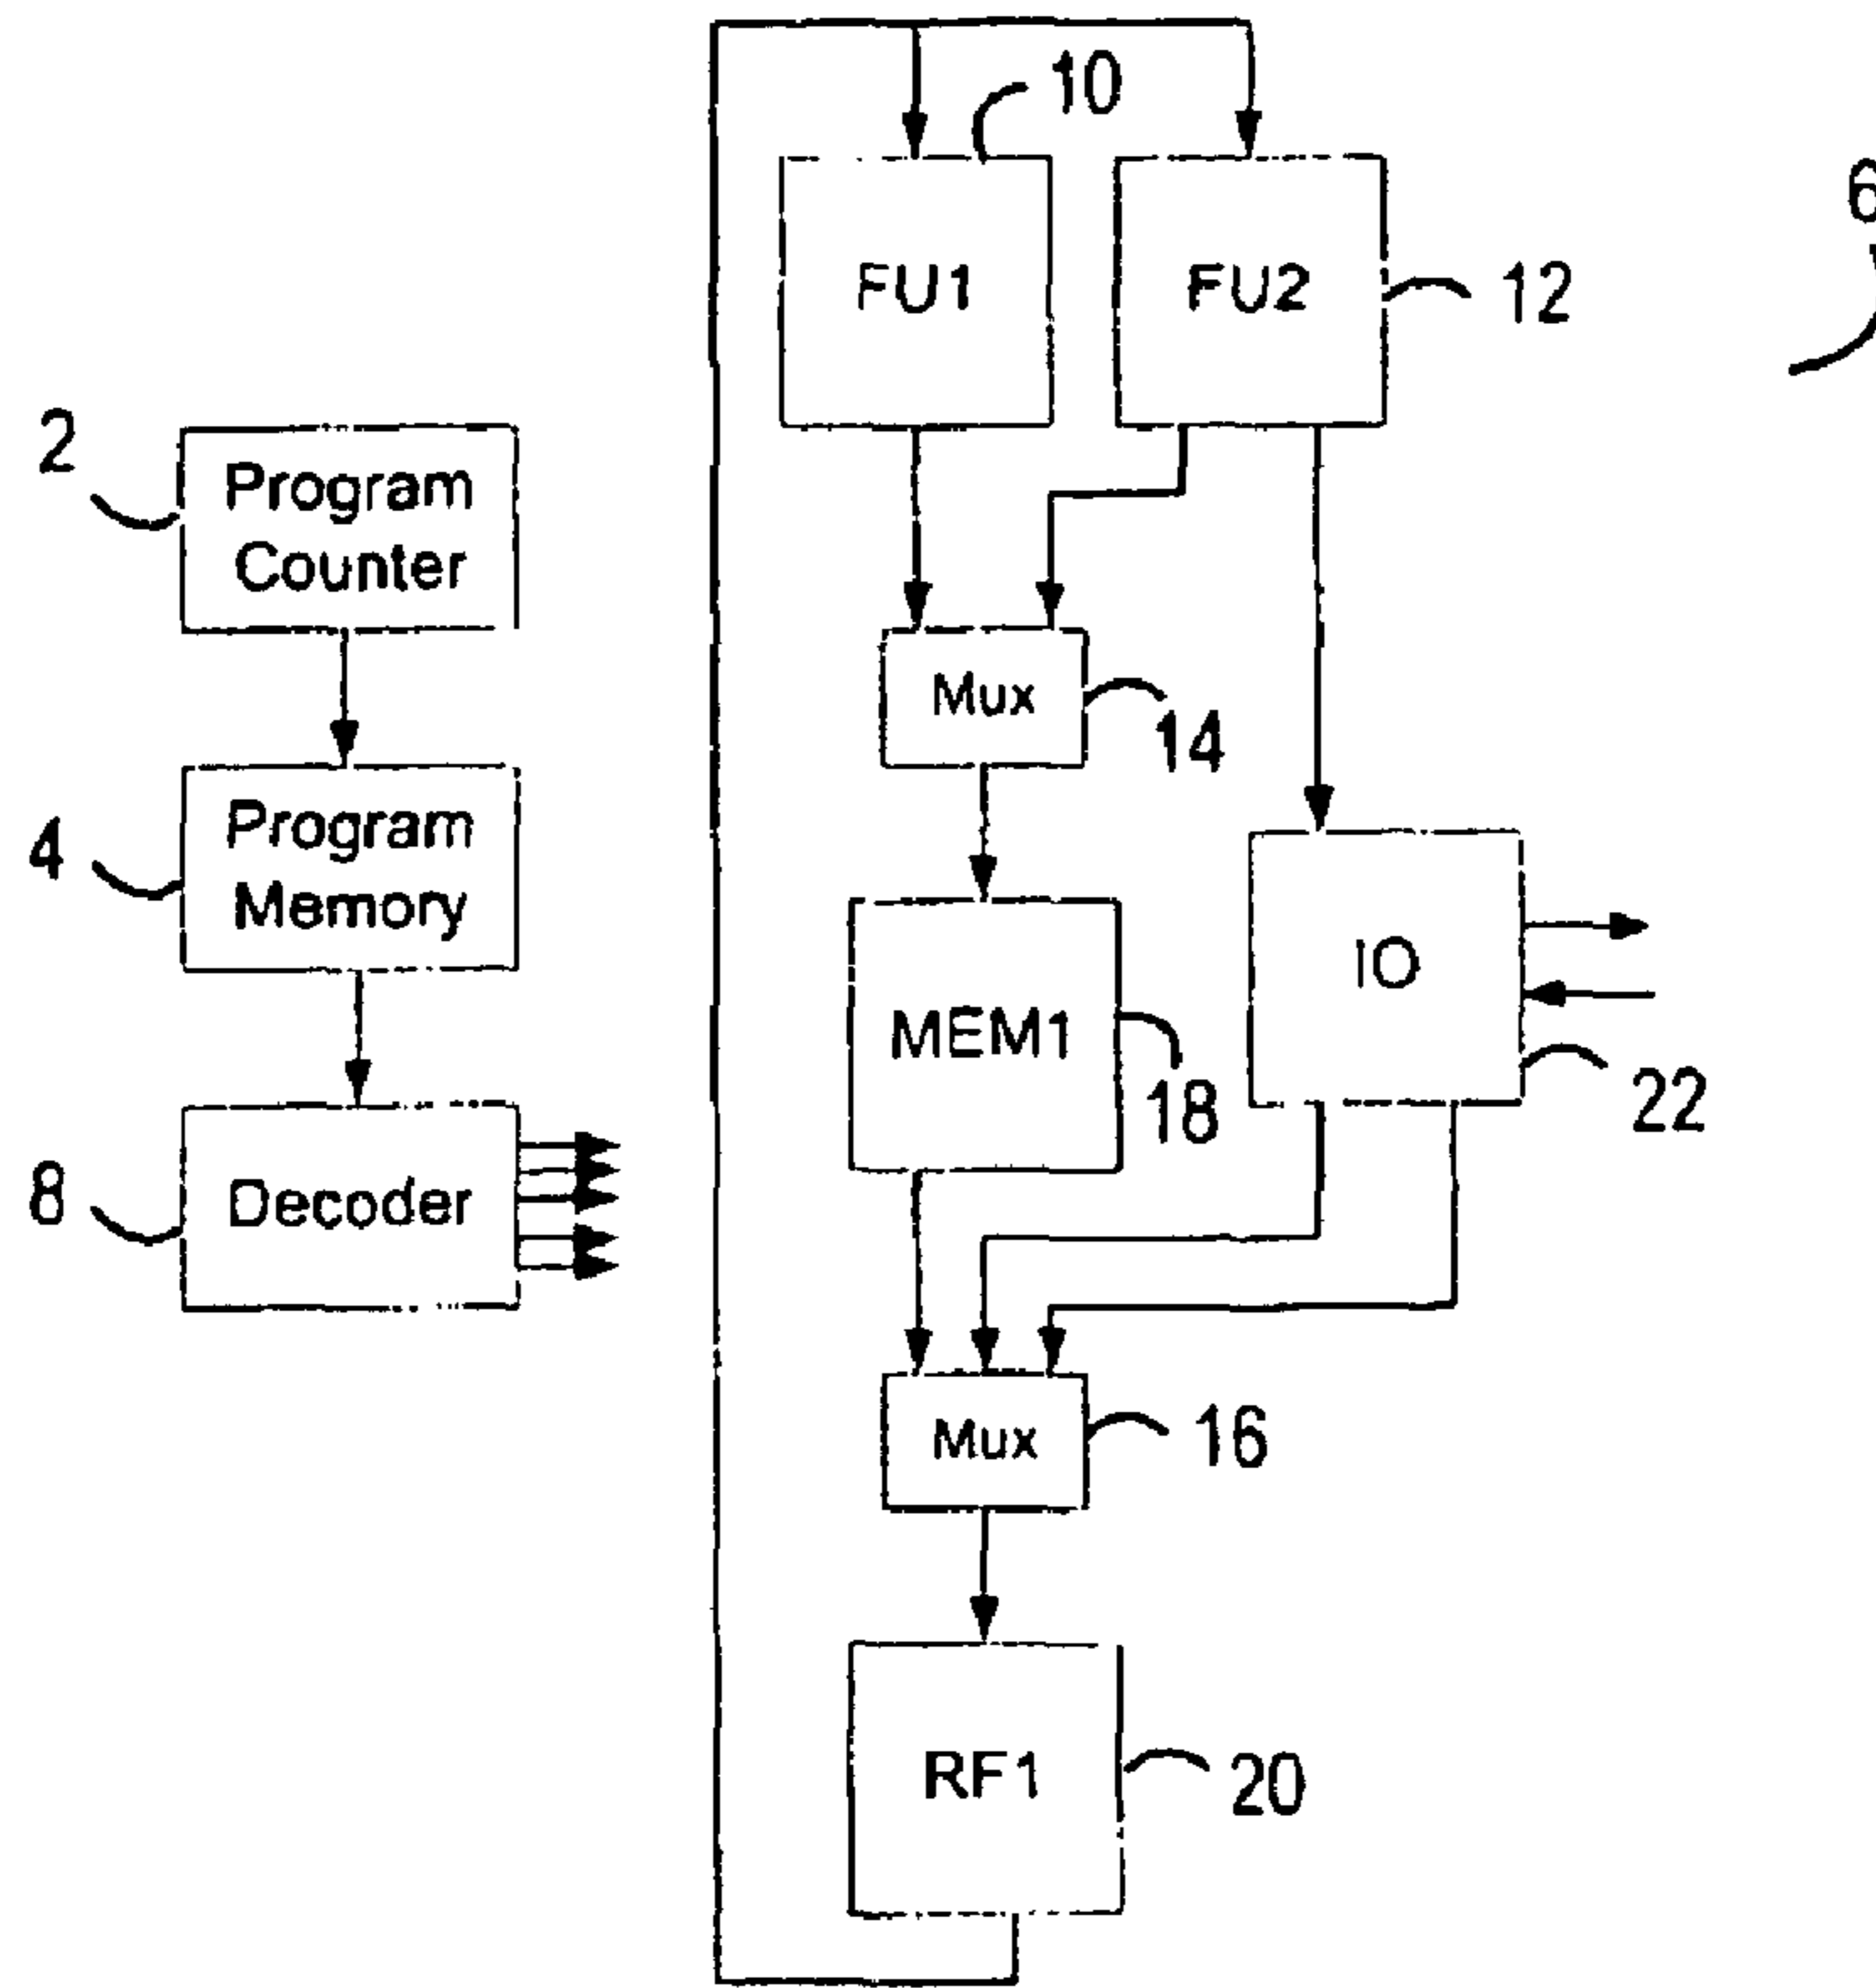 10
6
FU1
FU2
12
2
Program
Counter
Mux
14
4
Program
Memory
IO
MEM1
18
22
8
Decoder
Mux
16
RF1
20